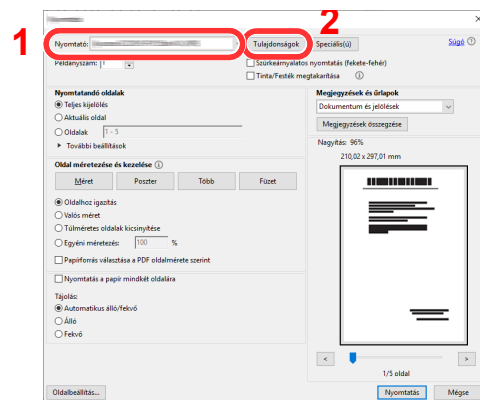 1
2
Nyomtató:
Tulajdonságok
Speciális(ü)
Súgó
Példányszám: 1
Szürkeárnyalatos nyomtatás (fekete-fehér)
Tinta/Festék megtakarítása
Nyomtatandó oldalak
Teljes kijelölés
Aktuális oldal
Oldalak 1 - 5
További beállítások
Megjegyzések és űrlapok
Dokumentum és jelölések
Megjegyzések összegzése
Oldal méretezése és kezelése
Méret Poszter Több Füzet
Oldalhoz igazítás
Valós méret
Túlméretes oldalak kicsinyítése
Egyéni méretezés: 100 %
Papírforrás választása a PDF oldalmérete szerint
Nyomtatás a papír mindkét oldalára
Tájolás:
Automatikus álló/fekvő
Álló
Fekvő
Nagyítás: 96%
210,02 x 297,01 mm
< >
1/5 oldal
Oldalbeállítás...
Nyomtatás Mégse